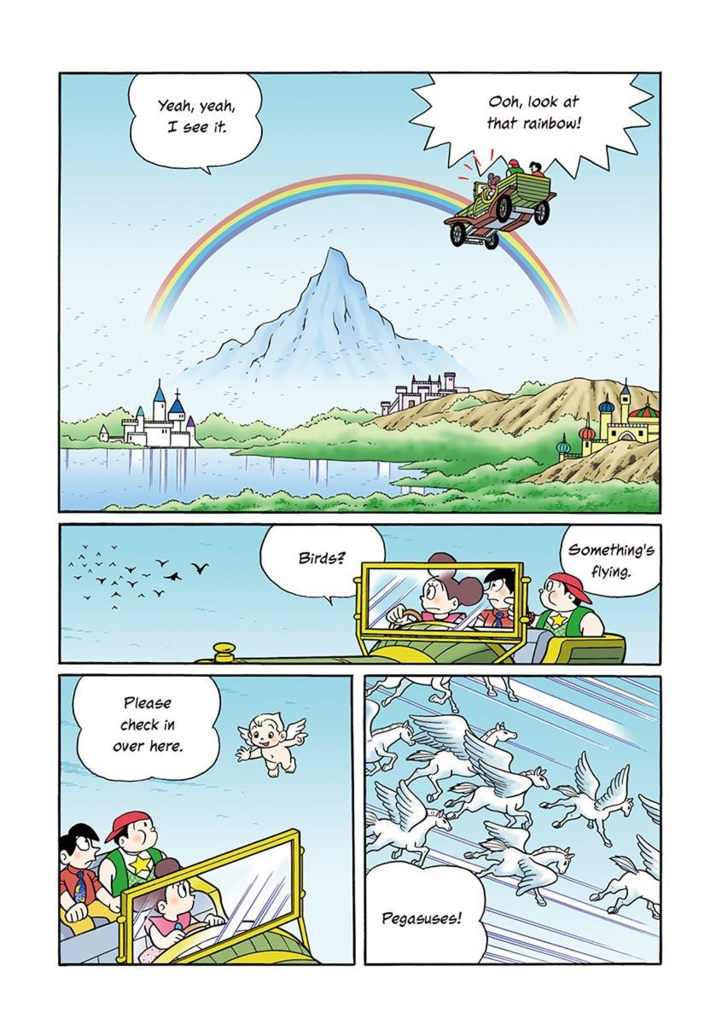 Ooh, look at
that rainbow!
Yeah, yeah,
I see it.
Something's
flying.
Birds?
Pegasuses!
Please
check in
over here.